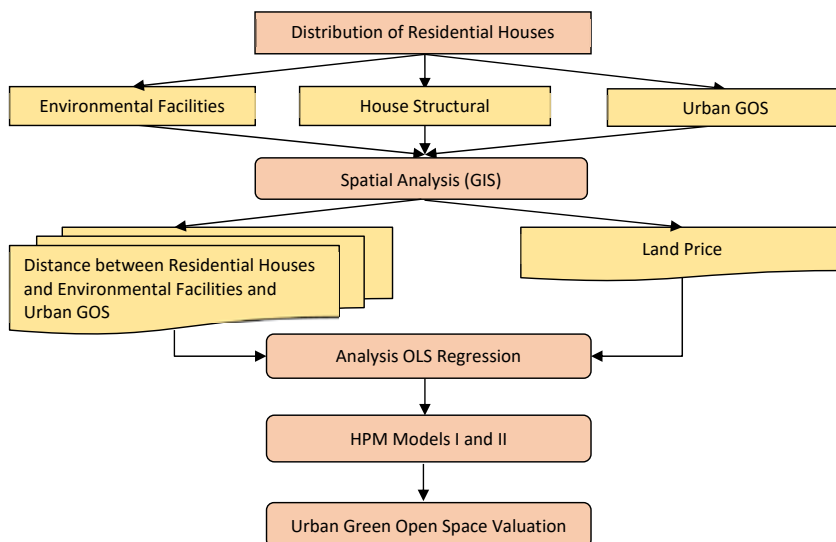 Distribution of Residential Houses
Environmental Facilities
House Structural
Urban GOS
Spatial Analysis (GIS)
Distance between Residential Houses
and Environmental Facilities and
Urban GOS
Land Price
Analysis OLS Regression
HPM Models I and II
Urban Green Open Space Valuation